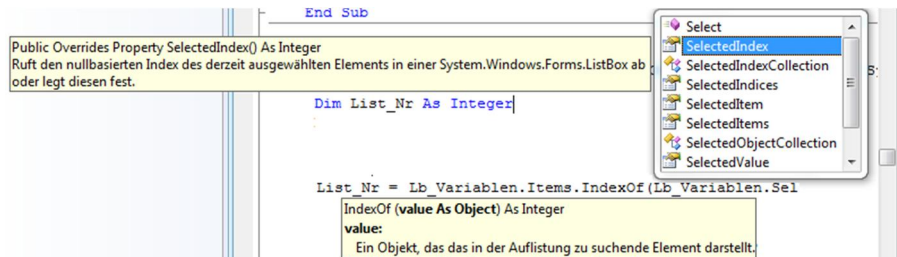 End Sub
Public Overrides Property SelectedIndex() As Integer
Ruft den nullbasierten Index des derzeit ausgewählten Elements in einer System.Windows.Forms.ListBox ab
oder legt diesen fest.
Select
SelectedIndex
SelectedIndexCollection
SelectedIndices
SelectedItem
SelectedItems
SelectedObjectCollection
SelectedValue
Dim List_Nr As Integer
List_Nr = Lb_Variablen.Items.IndexOf(Lb_Variablen.Sel
IndexOf (value As Object) As Integer
value:
Ein Objekt, das das in der Auflistung zu suchende Element darstellt.